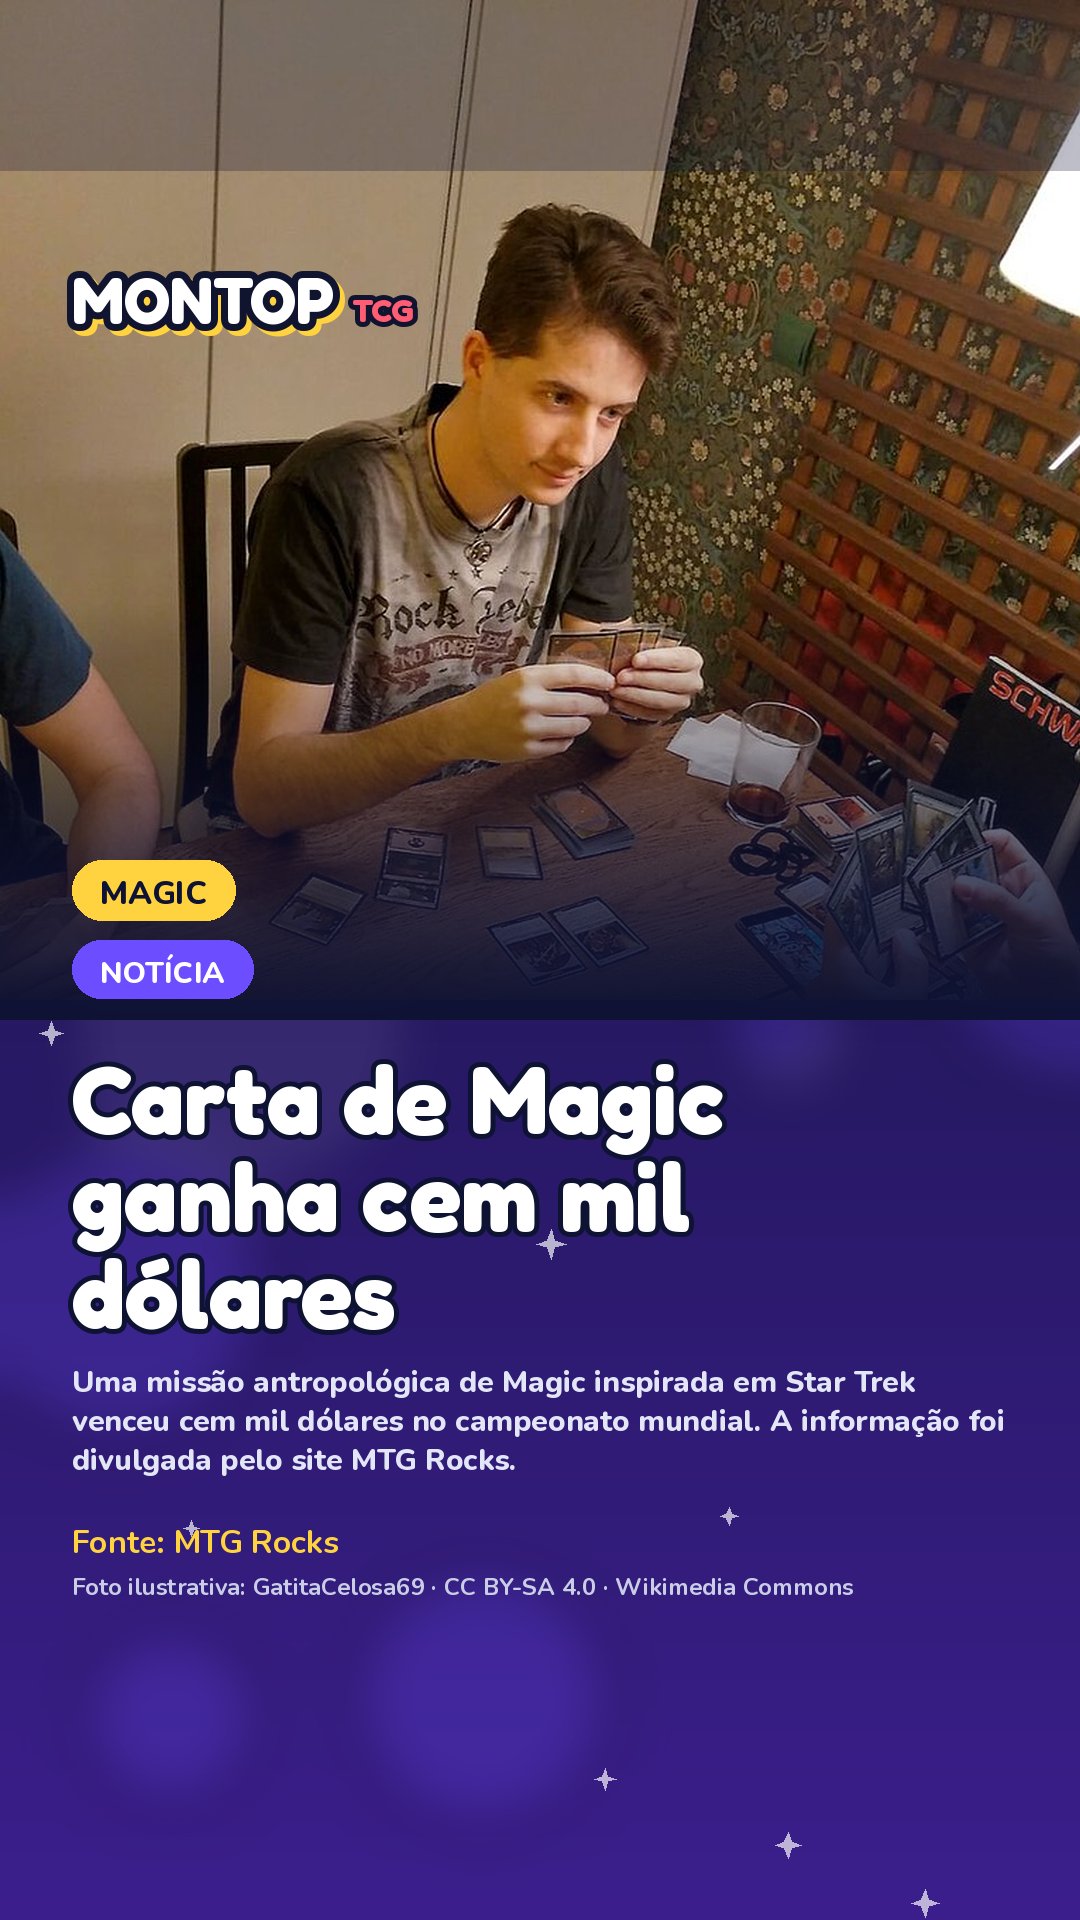 MONTOP TCG
Rock Rebel
NO MORE
SCHW
MAGIC
NOTÍCIA
Carta de Magic
ganha cem mil
dólares
Uma missão antropológica de Magic inspirada em Star Trek
venceu cem mil dólares no campeonato mundial. A informação foi
divulgada pelo site MTG Rocks.
Fonte: MTG Rocks
Foto ilustrativa: GatitaCelosa69 · CC BY-SA 4.0 · Wikimedia Commons